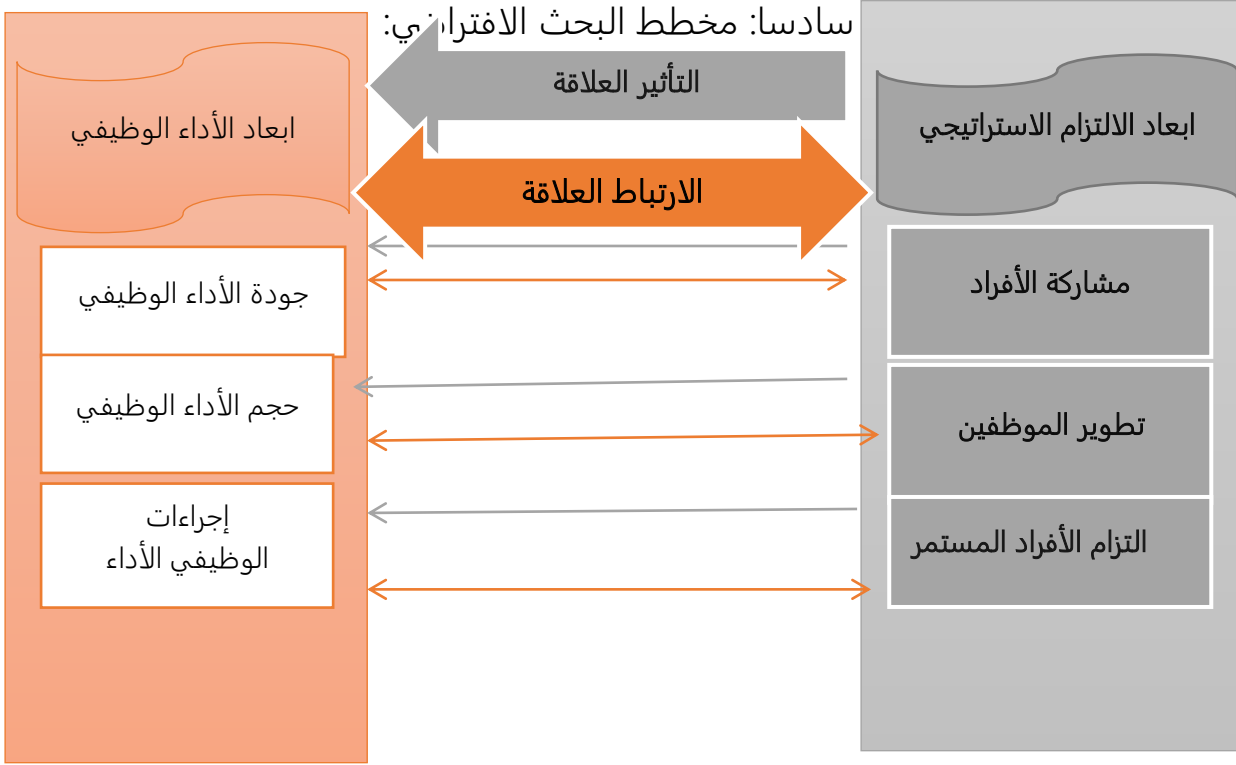 سادسا: مخطط البحث الافتراضي:
ابعاد الالتزام الاستراتيجي
التأثير العلاقة
الارتباط العلاقة
ابعاد الأداء الوظيفي
مشاركة الأفراد
جودة الأداء الوظيفي
تطوير الموظفين
حجم الأداء الوظيفي
التزام الأفراد المستمر
إجراءات
الوظيفي الأداء